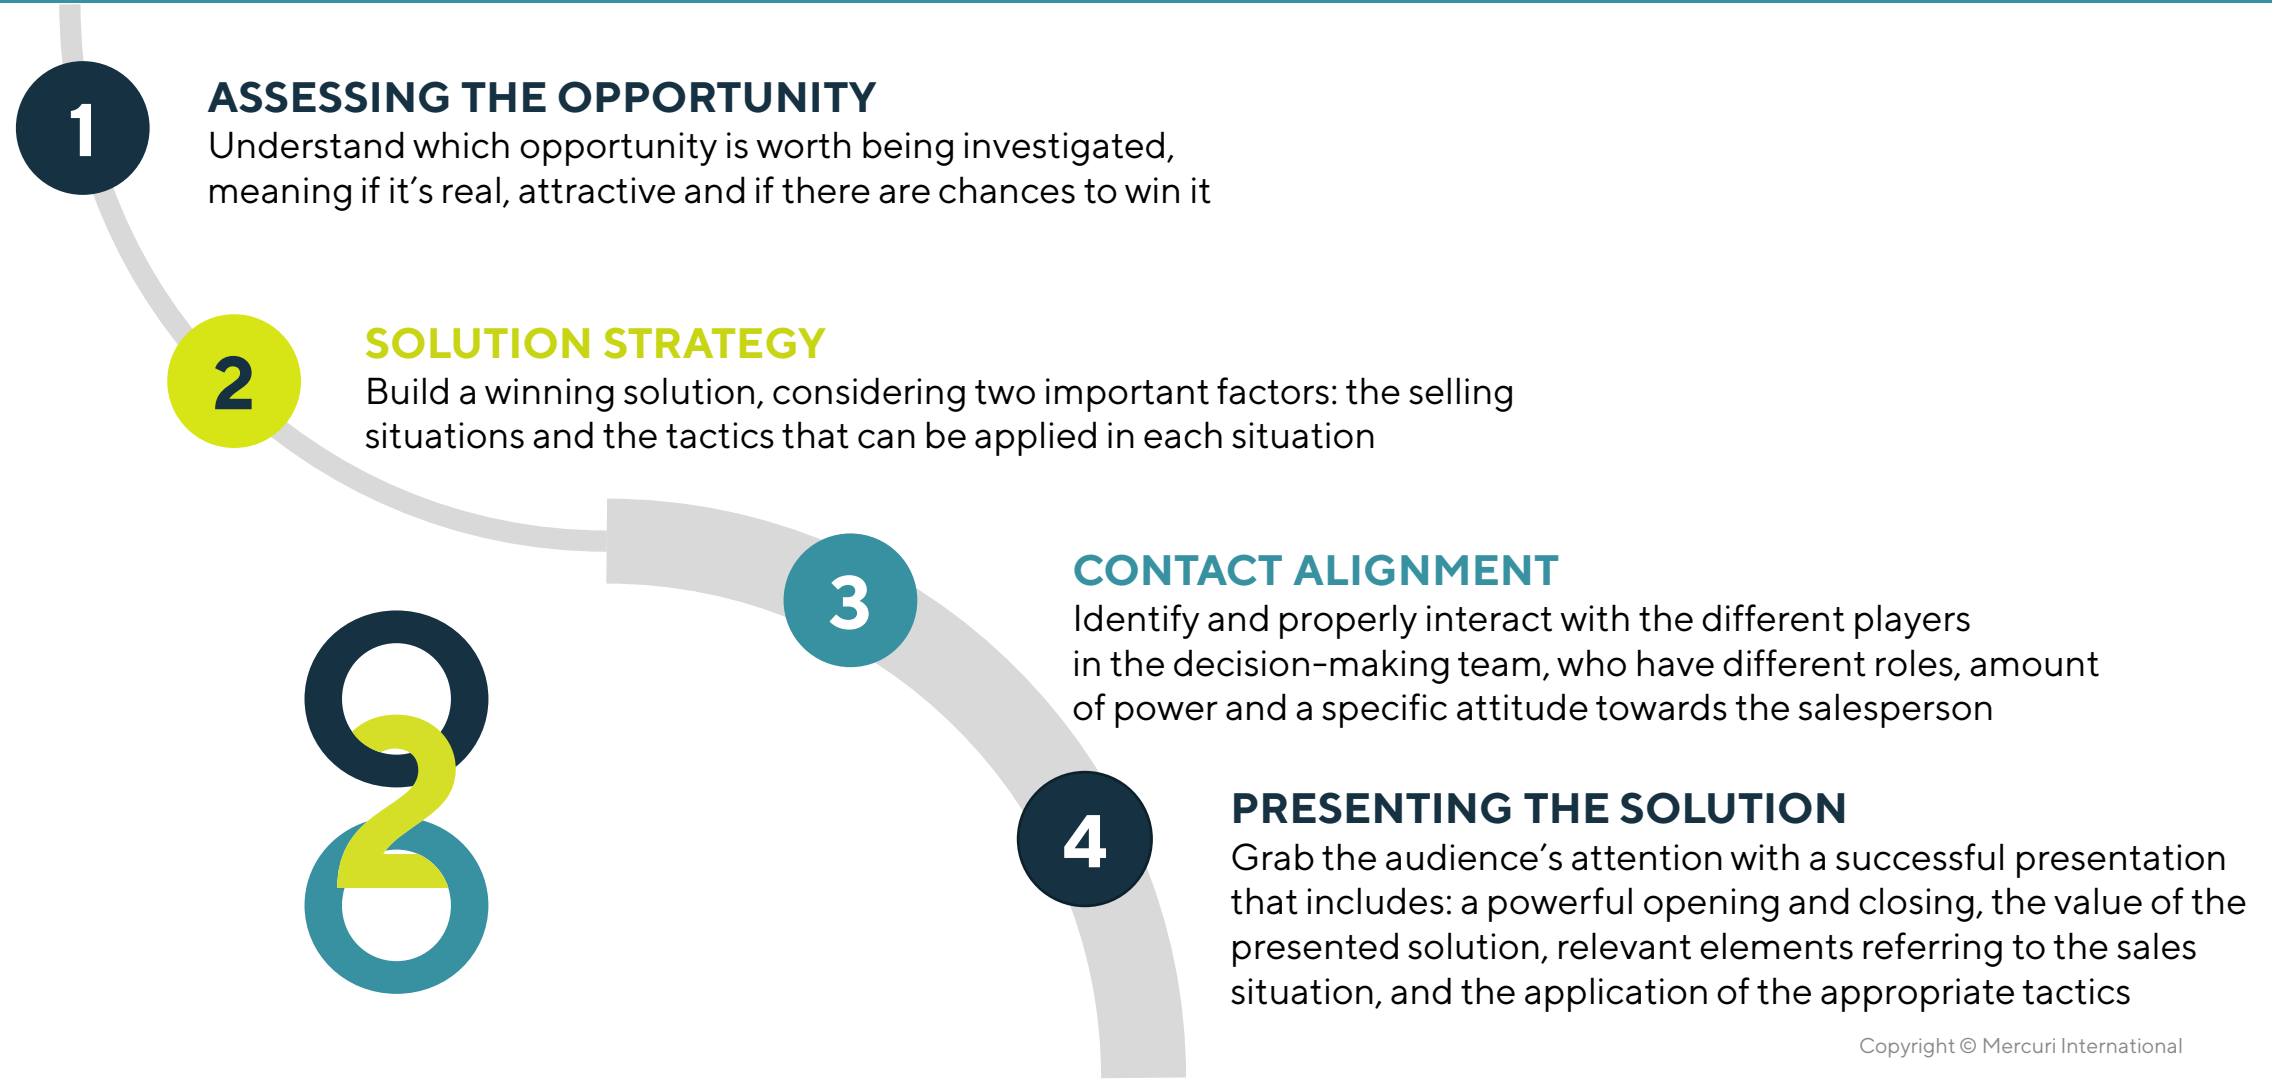 1
ASSESSING THE OPPORTUNITY
Understand which opportunity is worth being investigated,
meaning if it’s real, attractive and if there are chances to win it
2
SOLUTION STRATEGY
Build a winning solution, considering two important factors: the selling
situations and the tactics that can be applied in each situation
3
CONTACT ALIGNMENT
Identify and properly interact with the different players
in the decision-making team, who have different roles, amount
of power and a specific attitude towards the salesperson
4
PRESENTING THE SOLUTION
Grab the audience’s attention with a successful presentation
that includes: a powerful opening and closing, the value of the
presented solution, relevant elements referring to the sales
situation, and the application of the appropriate tactics
O2O
Copyright © Mercuri International